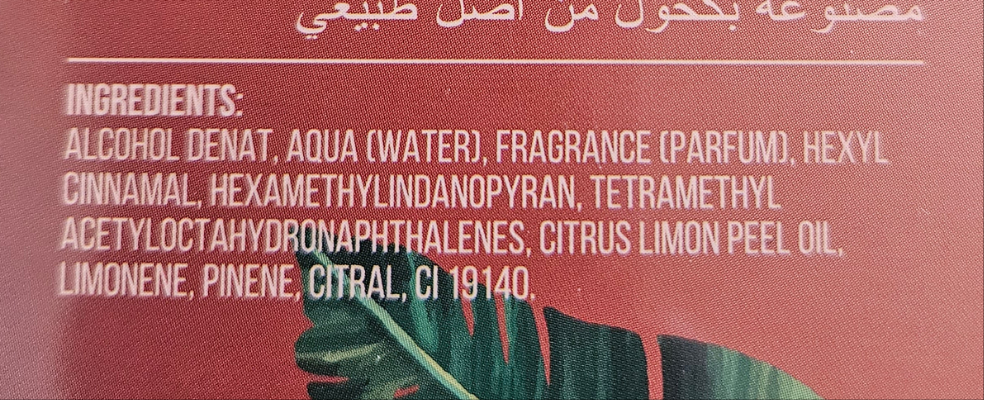 مصنوعة بكحول من أصل طبيعي
INGREDIENTS:
ALCOHOL DENAT, AQUA (WATER), FRAGRANCE (PARFUM), HEXYL
CINNAMAL, HEXAMETHYLINDANOPYRAN, TETRAMETHYL
ACETYLOCTAHYDRONAPHTHALENES, CITRUS LIMON PEEL OIL,
LIMONENE, PINENE, CITRAL, CI 19140.